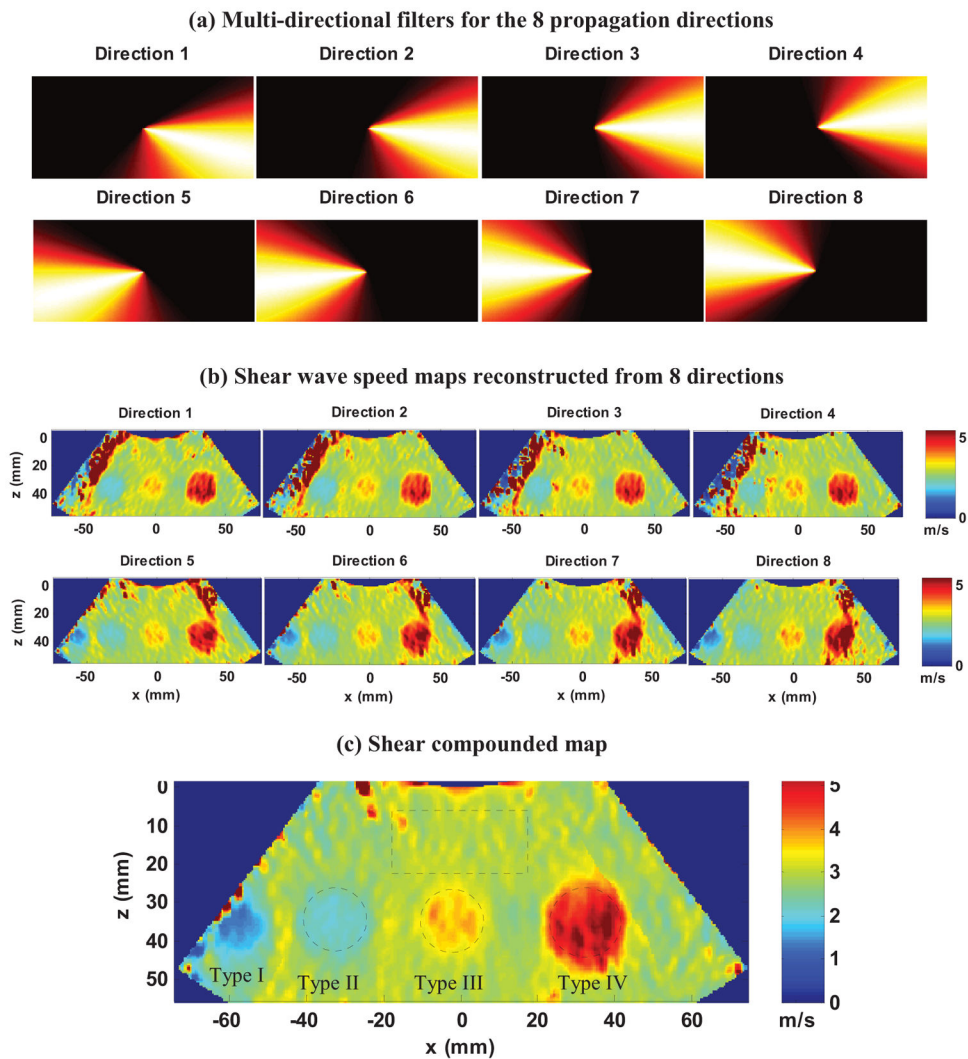 (a) Multi-directional filters for the 8 propagation directions
Direction 1 Direction 2 Direction 3 Direction 4
Direction 5 Direction 6 Direction 7 Direction 8
(b) Shear wave speed maps reconstructed from 8 directions
Direction 1 Direction 2 Direction 3 Direction 4
z (mm)
0
20
40
-50 0 50 -50 0 50 -50 0 50 -50 0 50
5
0
m/s
Direction 5 Direction 6 Direction 7 Direction 8
z (mm)
0
20
40
-50 0 50 -50 0 50 -50 0 50 -50 0 50
x (mm) x (mm) x (mm) x (mm)
5
0
m/s
(c) Shear compounded map
z (mm)
0
10
20
30
40
50
Type I Type II Type III Type IV
-60 -40 -20 0 20 40 60
x (mm)
5
4
3
2
1
0
m/s